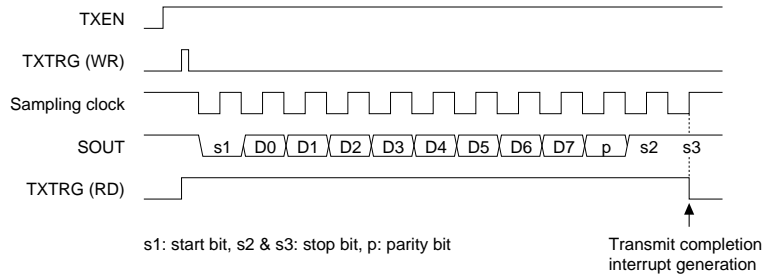 TXEN
TXTRG (WR)
Sampling clock
SOUT s1 D0 D1 D2 D3 D4 D5 D6 D7 p s2 s3
TXTRG (RD)
s1: start bit, s2 & s3: stop bit, p: parity bit
Transmit completion
interrupt generation